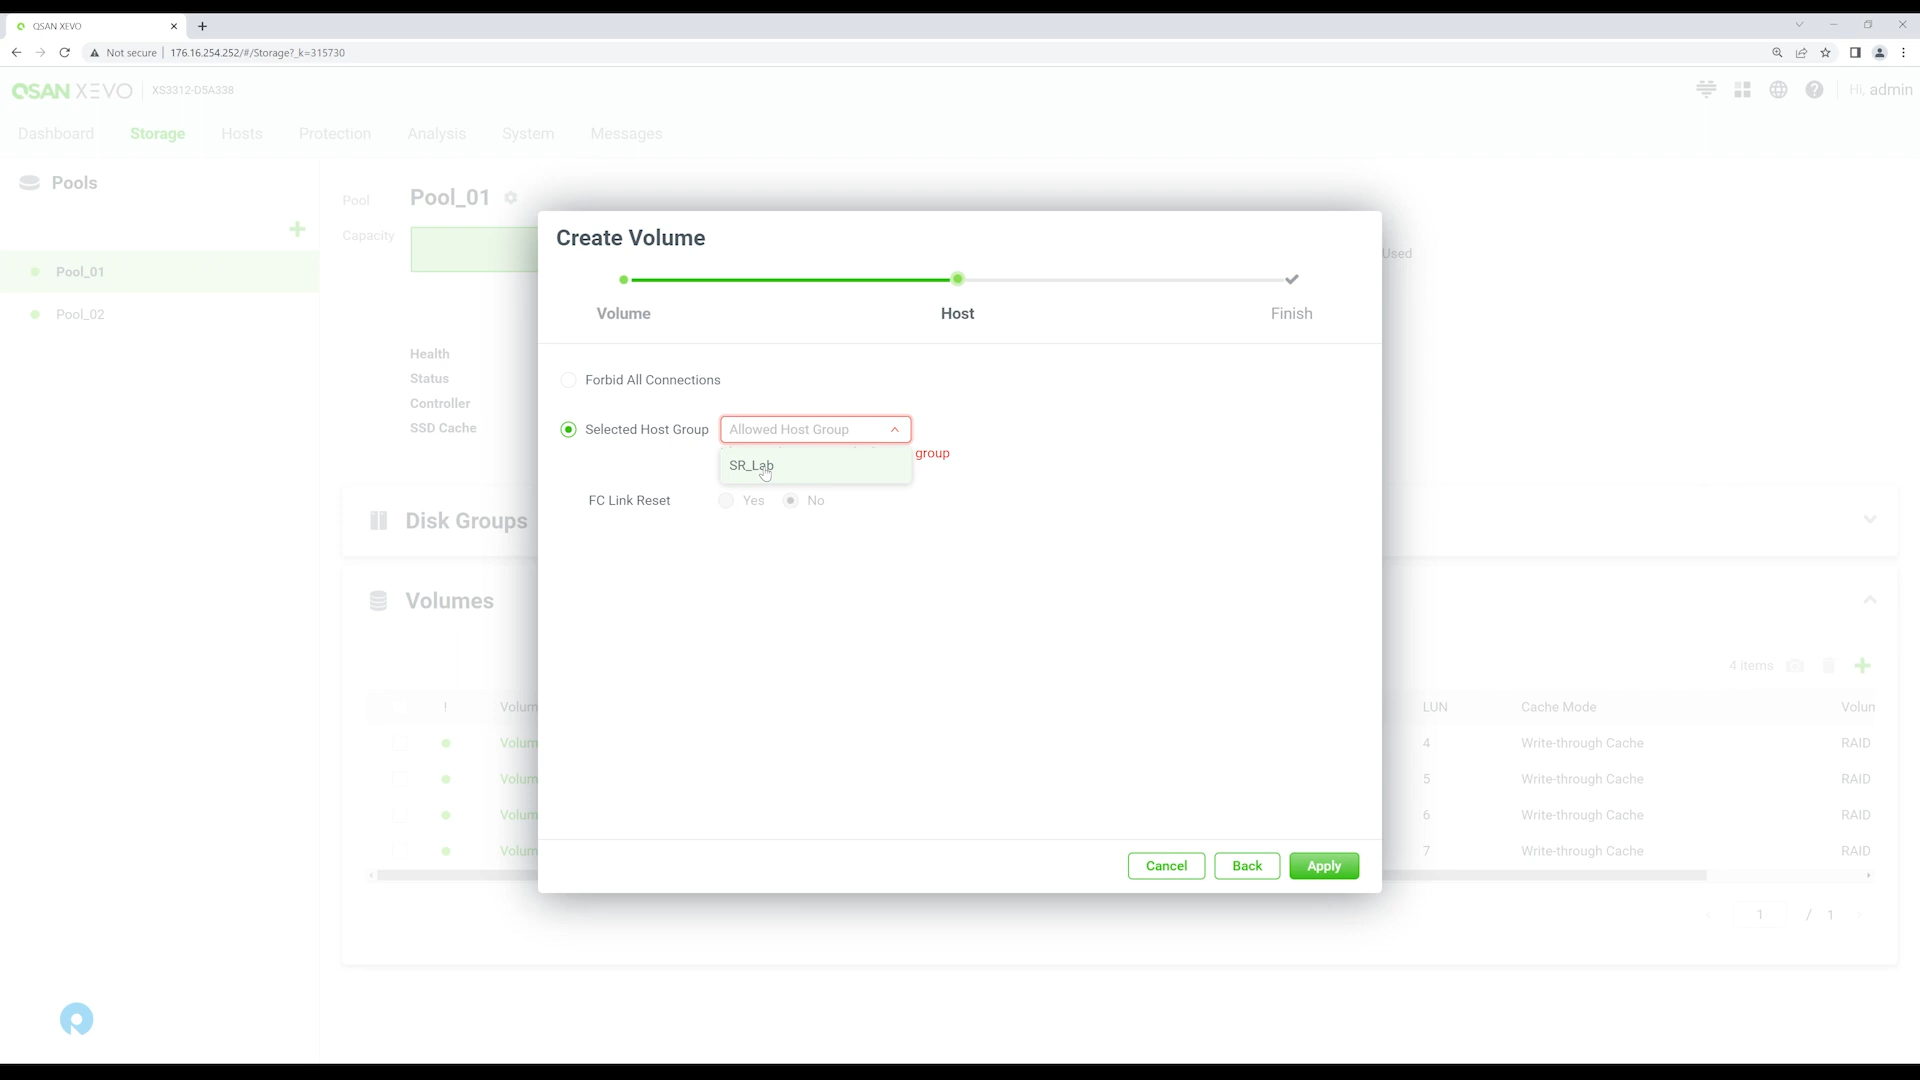 QSAN XEVO
Not secure 176.16.254.252/#/Storage?_k=315730
QSAN XEVO XS3312-D5A338 Hi, admin
Dashboard Storage Hosts Protection Analysis System Messages
Pools
Pool Pool_01
Capacity
Used
Pool_01
Pool_02
Health
Status
Controller
SSD Cache
Create Volume
Volume Host Finish
Forbid All Connections
Selected Host Group Allowed Host Group
group
SR_Lab
FC Link Reset Yes No
Disk Groups
Volumes
4 items
! Volum LUN Cache Mode Volun
Volum 4 Write-through Cache RAID
Volum 5 Write-through Cache RAID
Volum 6 Write-through Cache RAID
Volum 7 Write-through Cache RAID
Cancel Back Apply
1 / 1